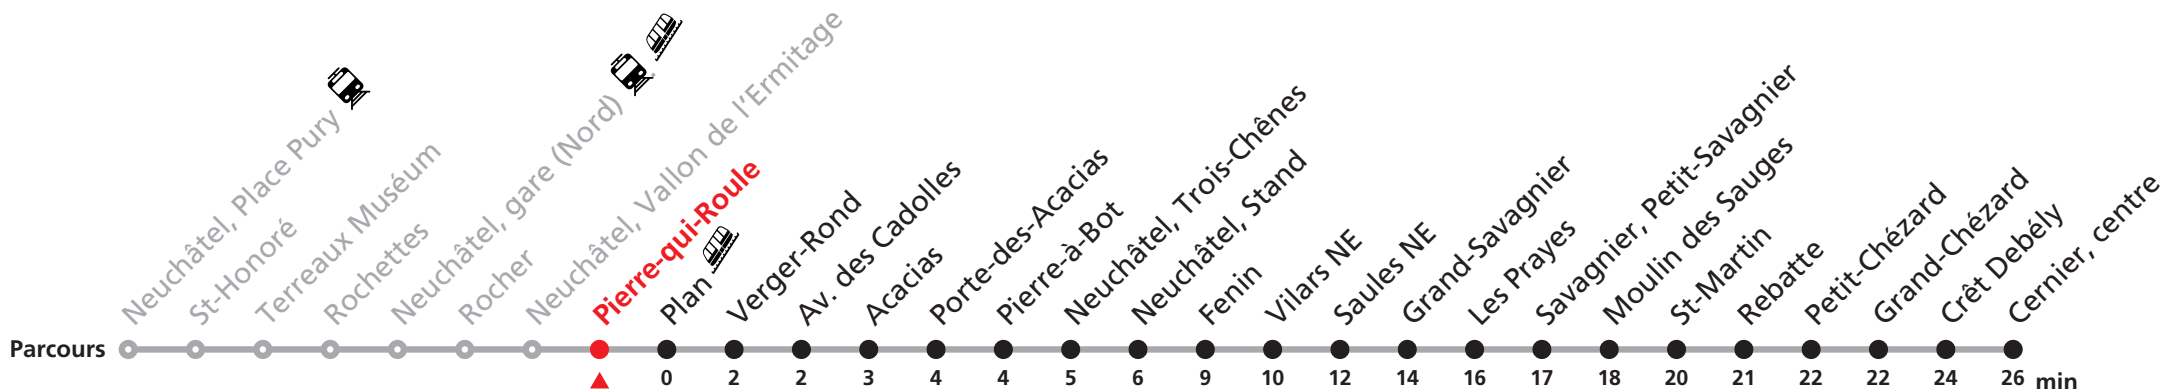 Neuchâtel, Place Pury
St-Honoré
Terreaux Muséum
Rochettes
Neuchâtel, gare (Nord)
Rocher
Neuchâtel, Vallon de l'Ermitage
Pierre-qui-Roule
Plan
Verger-Rond
Av. des Cadolles
Acacias
Porte-des-Acacias
Pierre-à-Bot
Neuchâtel, Trois-Chênes
Neuchâtel, Stand
Fenin
Vilars NE
Saules NE
Grand-Savagnier
Les Prayes
Savagnier, Petit-Savagnier
Moulin des Sauges
St-Martin
Rebatte
Petit-Chézard
Grand-Chézard
Crêt Debély
Cernier, centre
Parcours
0 2 2 3 4 4 5 6 9 10 12 14 16 17 18 20 21 22 22 24 26 min